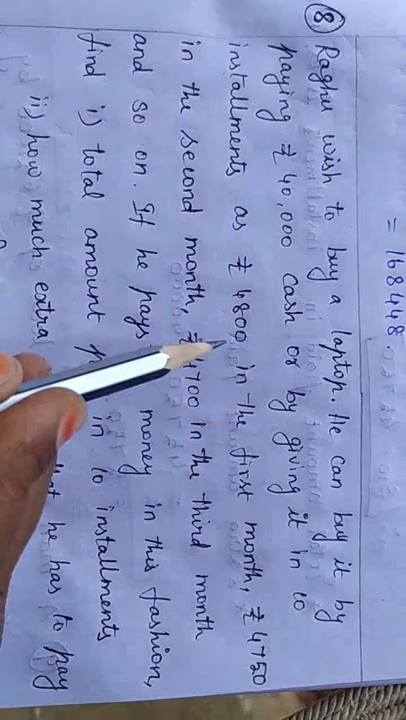 = 168448.
⑧ Raghu wish to buy a laptop. He can buy it by
paying ₹ 40,000 cash or by giving it in 10
installments as ₹ 4800 in the first month, ₹ 4750
in the second month, ₹ 4700 in the third month
and so on. If he pays money in this fashion,
find i) total amount in 10 installments
ii) how much extra he has to pay